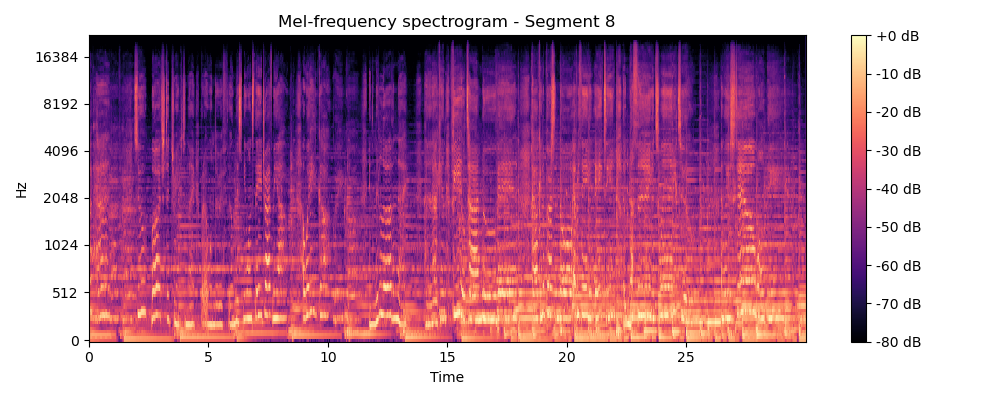 Mel-frequency spectrogram - Segment 8
Hz
16384
8192
4096
2048
1024
512
0
0 5 10 15 20 25
Time
+0 dB
-10 dB
-20 dB
-30 dB
-40 dB
-50 dB
-60 dB
-70 dB
-80 dB